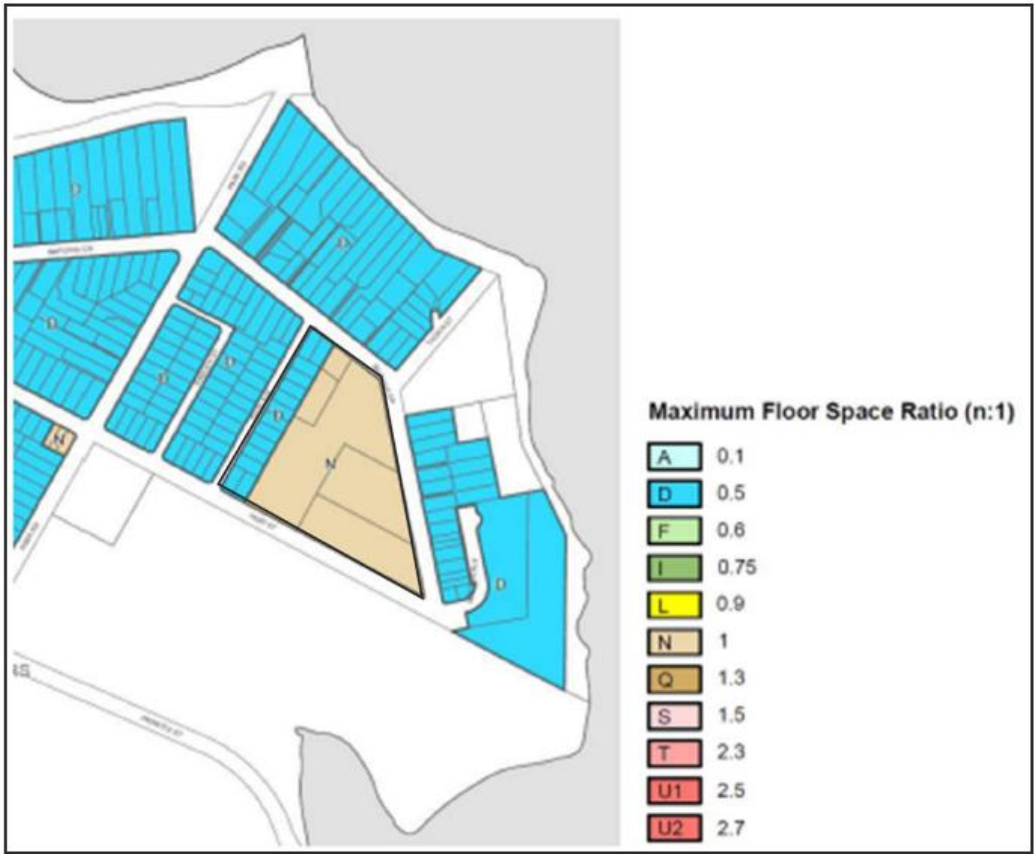 Maximum Floor Space Ratio (n:1)
A 0.1
D 0.5
F 0.6
I 0.75
L 0.9
N 1
Q 1.3
S 1.5
T 2.3
U1 2.5
U2 2.7
D
D
D
D
D
D
N
N
D